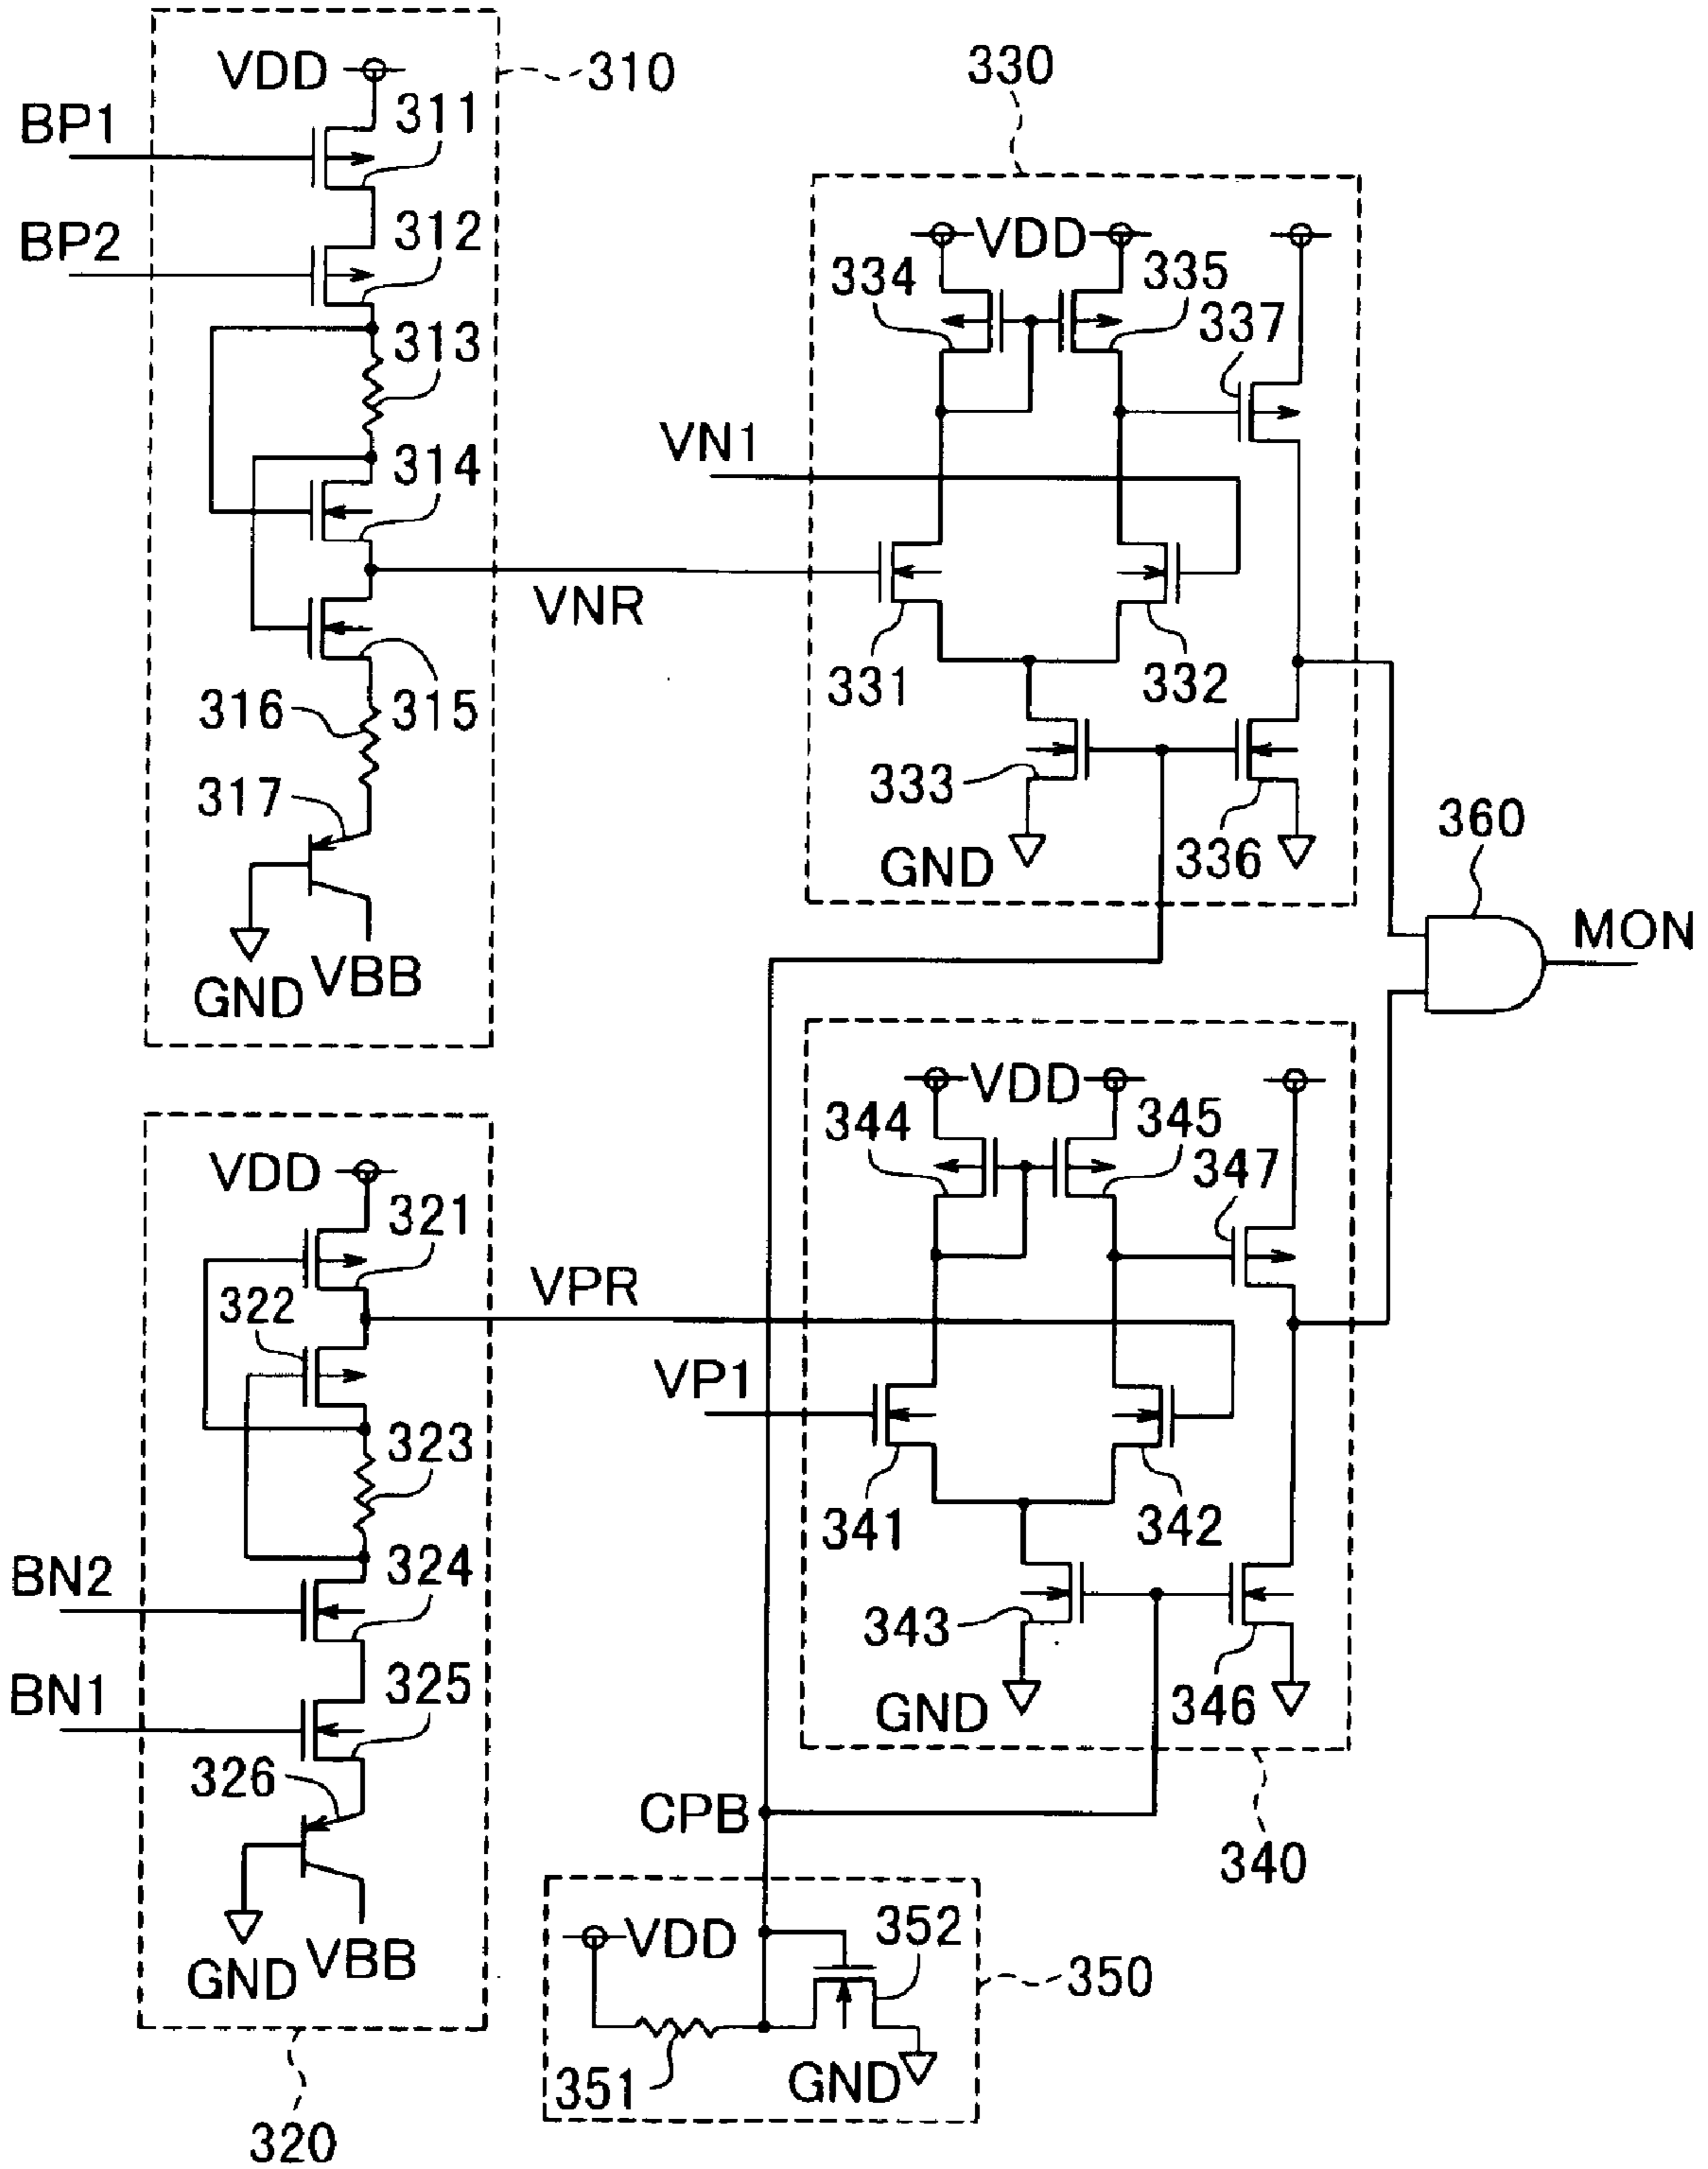 VDD
310
BP1
311
BP2
312
313
314
VNR
315
316
317
GND
VBB
330
VDD
334
335
337
VN1
331
332
333
GND
336
360
MON
VDD
321
322
VPR
323
BN2
324
BN1
325
326
GND
VBB
320
VDD
344
345
347
VP1
341
342
343
GND
346
340
CPB
VDD
352
350
351
GND